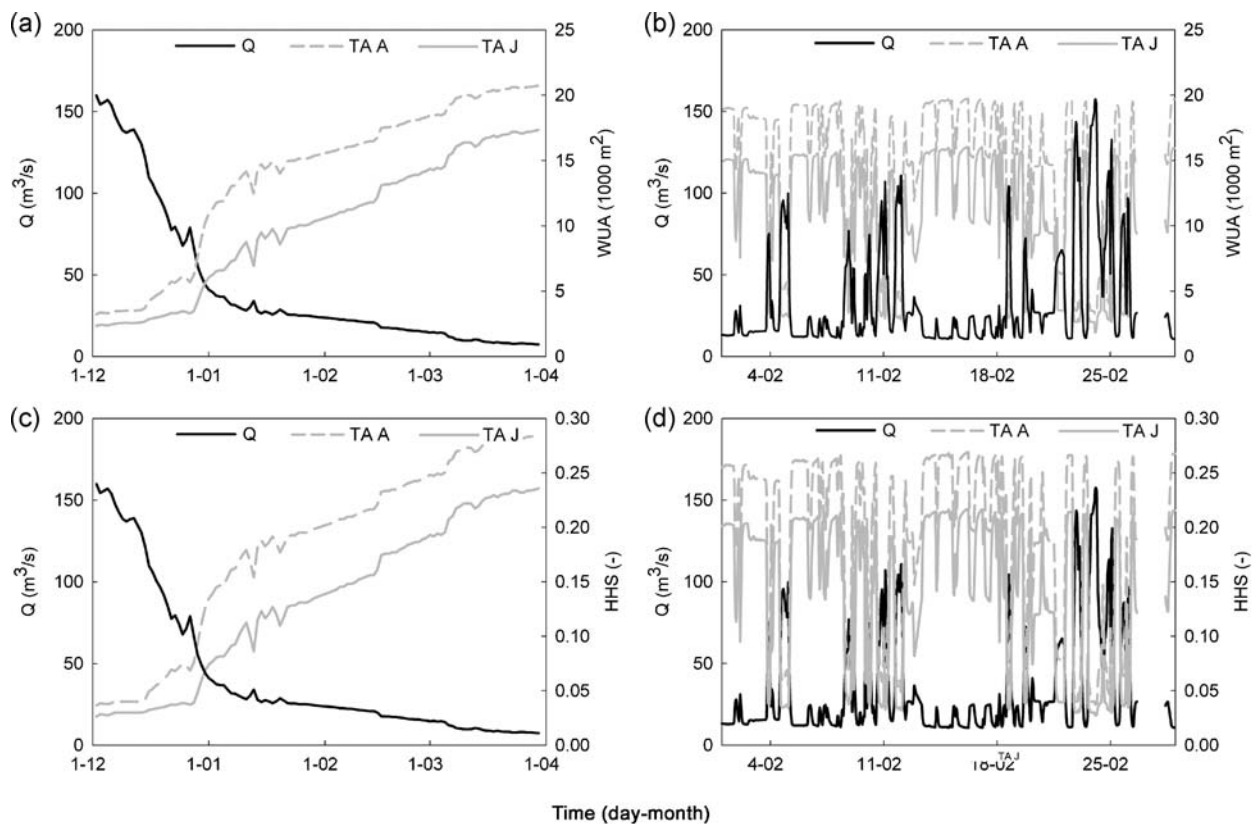 (a)
200
150
100
50
0
Q (m³/s)
Q TA A TA J
25
20
15
10
5
0
WUA (1000 m²)
1-12 1-01 1-02 1-03 1-04
(b)
200
150
100
50
0
Q (m³/s)
Q TA A TA J
25
20
15
10
5
0
WUA (1000 m²)
4-02 11-02 18-02 25-02
(c)
200
150
100
50
0
Q (m³/s)
Q TA A TA J
0.30
0.25
0.20
0.15
0.10
0.05
0.00
HHS (-)
1-12 1-01 1-02 1-03 1-04
(d)
200
150
100
50
0
Q (m³/s)
Q TA A TA J
0.30
0.25
0.20
0.15
0.10
0.05
0.00
HHS (-)
4-02 11-02 18-02 25-02
TA J
Time (day-month)